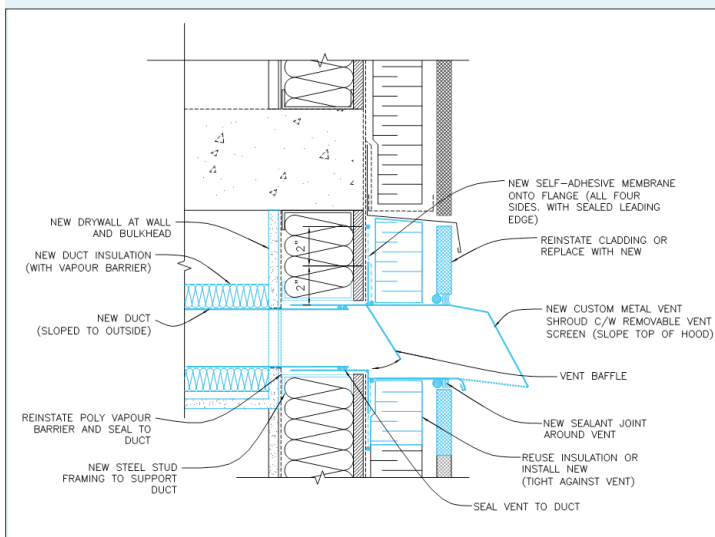 NEW DRYWALL AT WALL
AND BULKHEAD
NEW DUCT INSULATION
(WITH VAPOUR BARRIER)
NEW DUCT
(SLOPED TO OUTSIDE)
REINSTATE POLY VAPOUR
BARRIER AND SEAL TO
DUCT
NEW STEEL STUD
FRAMING TO SUPPORT
DUCT
2"
2"
NEW SELF-ADHESIVE MEMBRANE
ONTO FLANGE (ALL FOUR
SIDES. WITH SEALED LEADING
EDGE)
REINSTATE CLADDING OR
REPLACE WITH NEW
NEW CUSTOM METAL VENT
SHROUD C/W REMOVABLE VENT
SCREEN (SLOPE TOP OF HOOD)
VENT BAFFLE
NEW SEALANT JOINT
AROUND VENT
REUSE INSULATION OR
INSTALL NEW
(TIGHT AGAINST VENT)
SEAL VENT TO DUCT